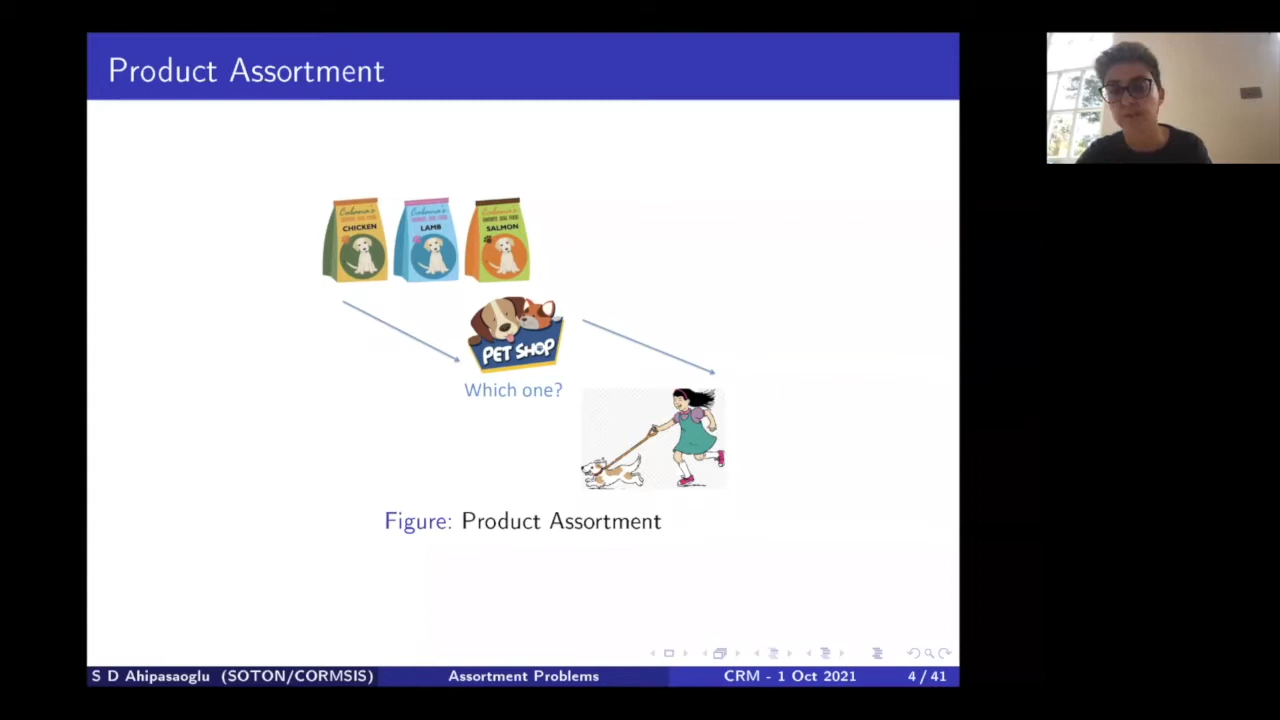 Product Assortment
CHICKEN
LAMB
SALMON
PET SHOP
Which one?
Figure: Product Assortment
S D Ahipasaoglu (SOTON/CORMSIS)
Assortment Problems
CRM - 1 Oct 2021
4 / 41